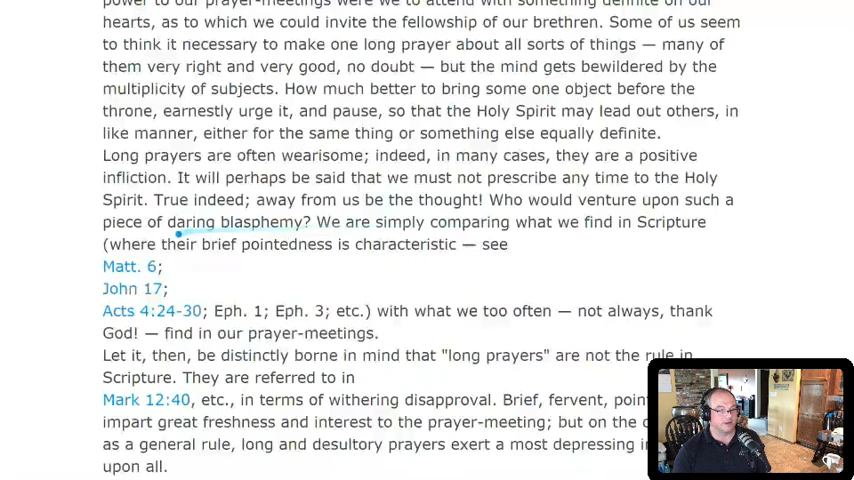 power to our prayer-meetings were we to attend with something definite on our
hearts, as to which we could invite the fellowship of our brethren. Some of us seem
to think it necessary to make one long prayer about all sorts of things — many of
them very right and very good, no doubt — but the mind gets bewildered by the
multiplicity of subjects. How much better to bring some one object before the
throne, earnestly urge it, and pause, so that the Holy Spirit may lead out others, in
like manner, either for the same thing or something else equally definite.
Long prayers are often wearisome; indeed, in many cases, they are a positive
infliction. It will perhaps be said that we must not prescribe any time to the Holy
Spirit. True indeed; away from us be the thought! Who would venture upon such a
piece of daring blasphemy? We are simply comparing what we find in Scripture
(where their brief pointedness is characteristic — see
Matt. 6;
John 17;
Acts 4:24-30; Eph. 1; Eph. 3; etc.) with what we too often — not always, thank
God! — find in our prayer-meetings.
Let it, then, be distinctly borne in mind that "long prayers" are not the rule in
Scripture. They are referred to in
Mark 12:40, etc., in terms of withering disapproval. Brief, fervent,
impart great freshness and interest to the prayer-meeting; but on the
as a general rule, long and desultory prayers exert a most depressing
upon all.